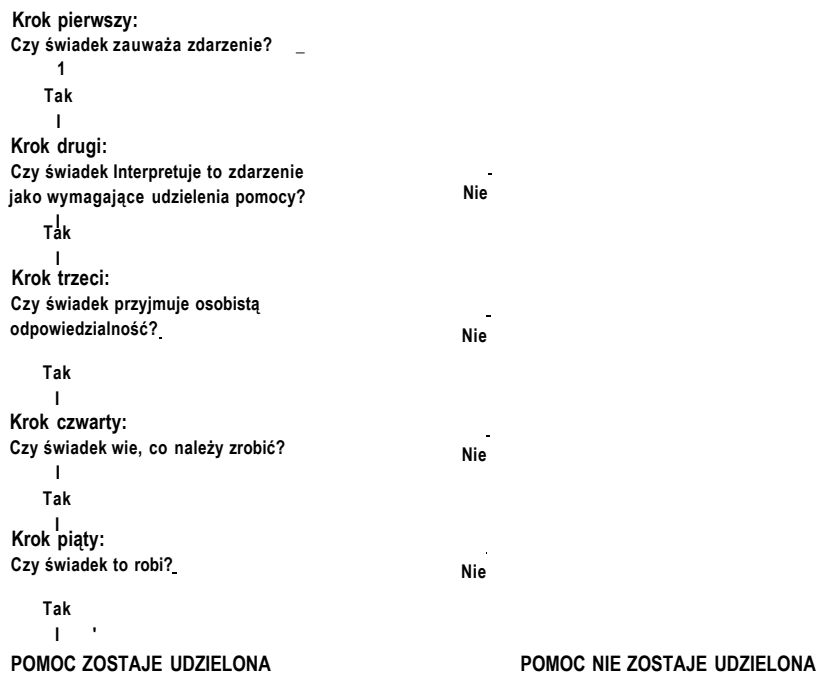 Krok pierwszy:
Czy świadek zauważa zdarzenie? _
1
Tak
I
Krok drugi:
Czy świadek Interpretuje to zdarzenie
jako wymagające udzielenia pomocy?
Nie
I
Tak
I
Krok trzeci:
Czy świadek przyjmuje osobistą
odpowiedzialność?
Nie
Tak
I
Krok czwarty:
Czy świadek wie, co należy zrobić?
Nie
I
Tak
I
Krok piąty:
Czy świadek to robi?
Nie
Tak
I '
POMOC ZOSTAJE UDZIELONA
POMOC NIE ZOSTAJE UDZIELONA